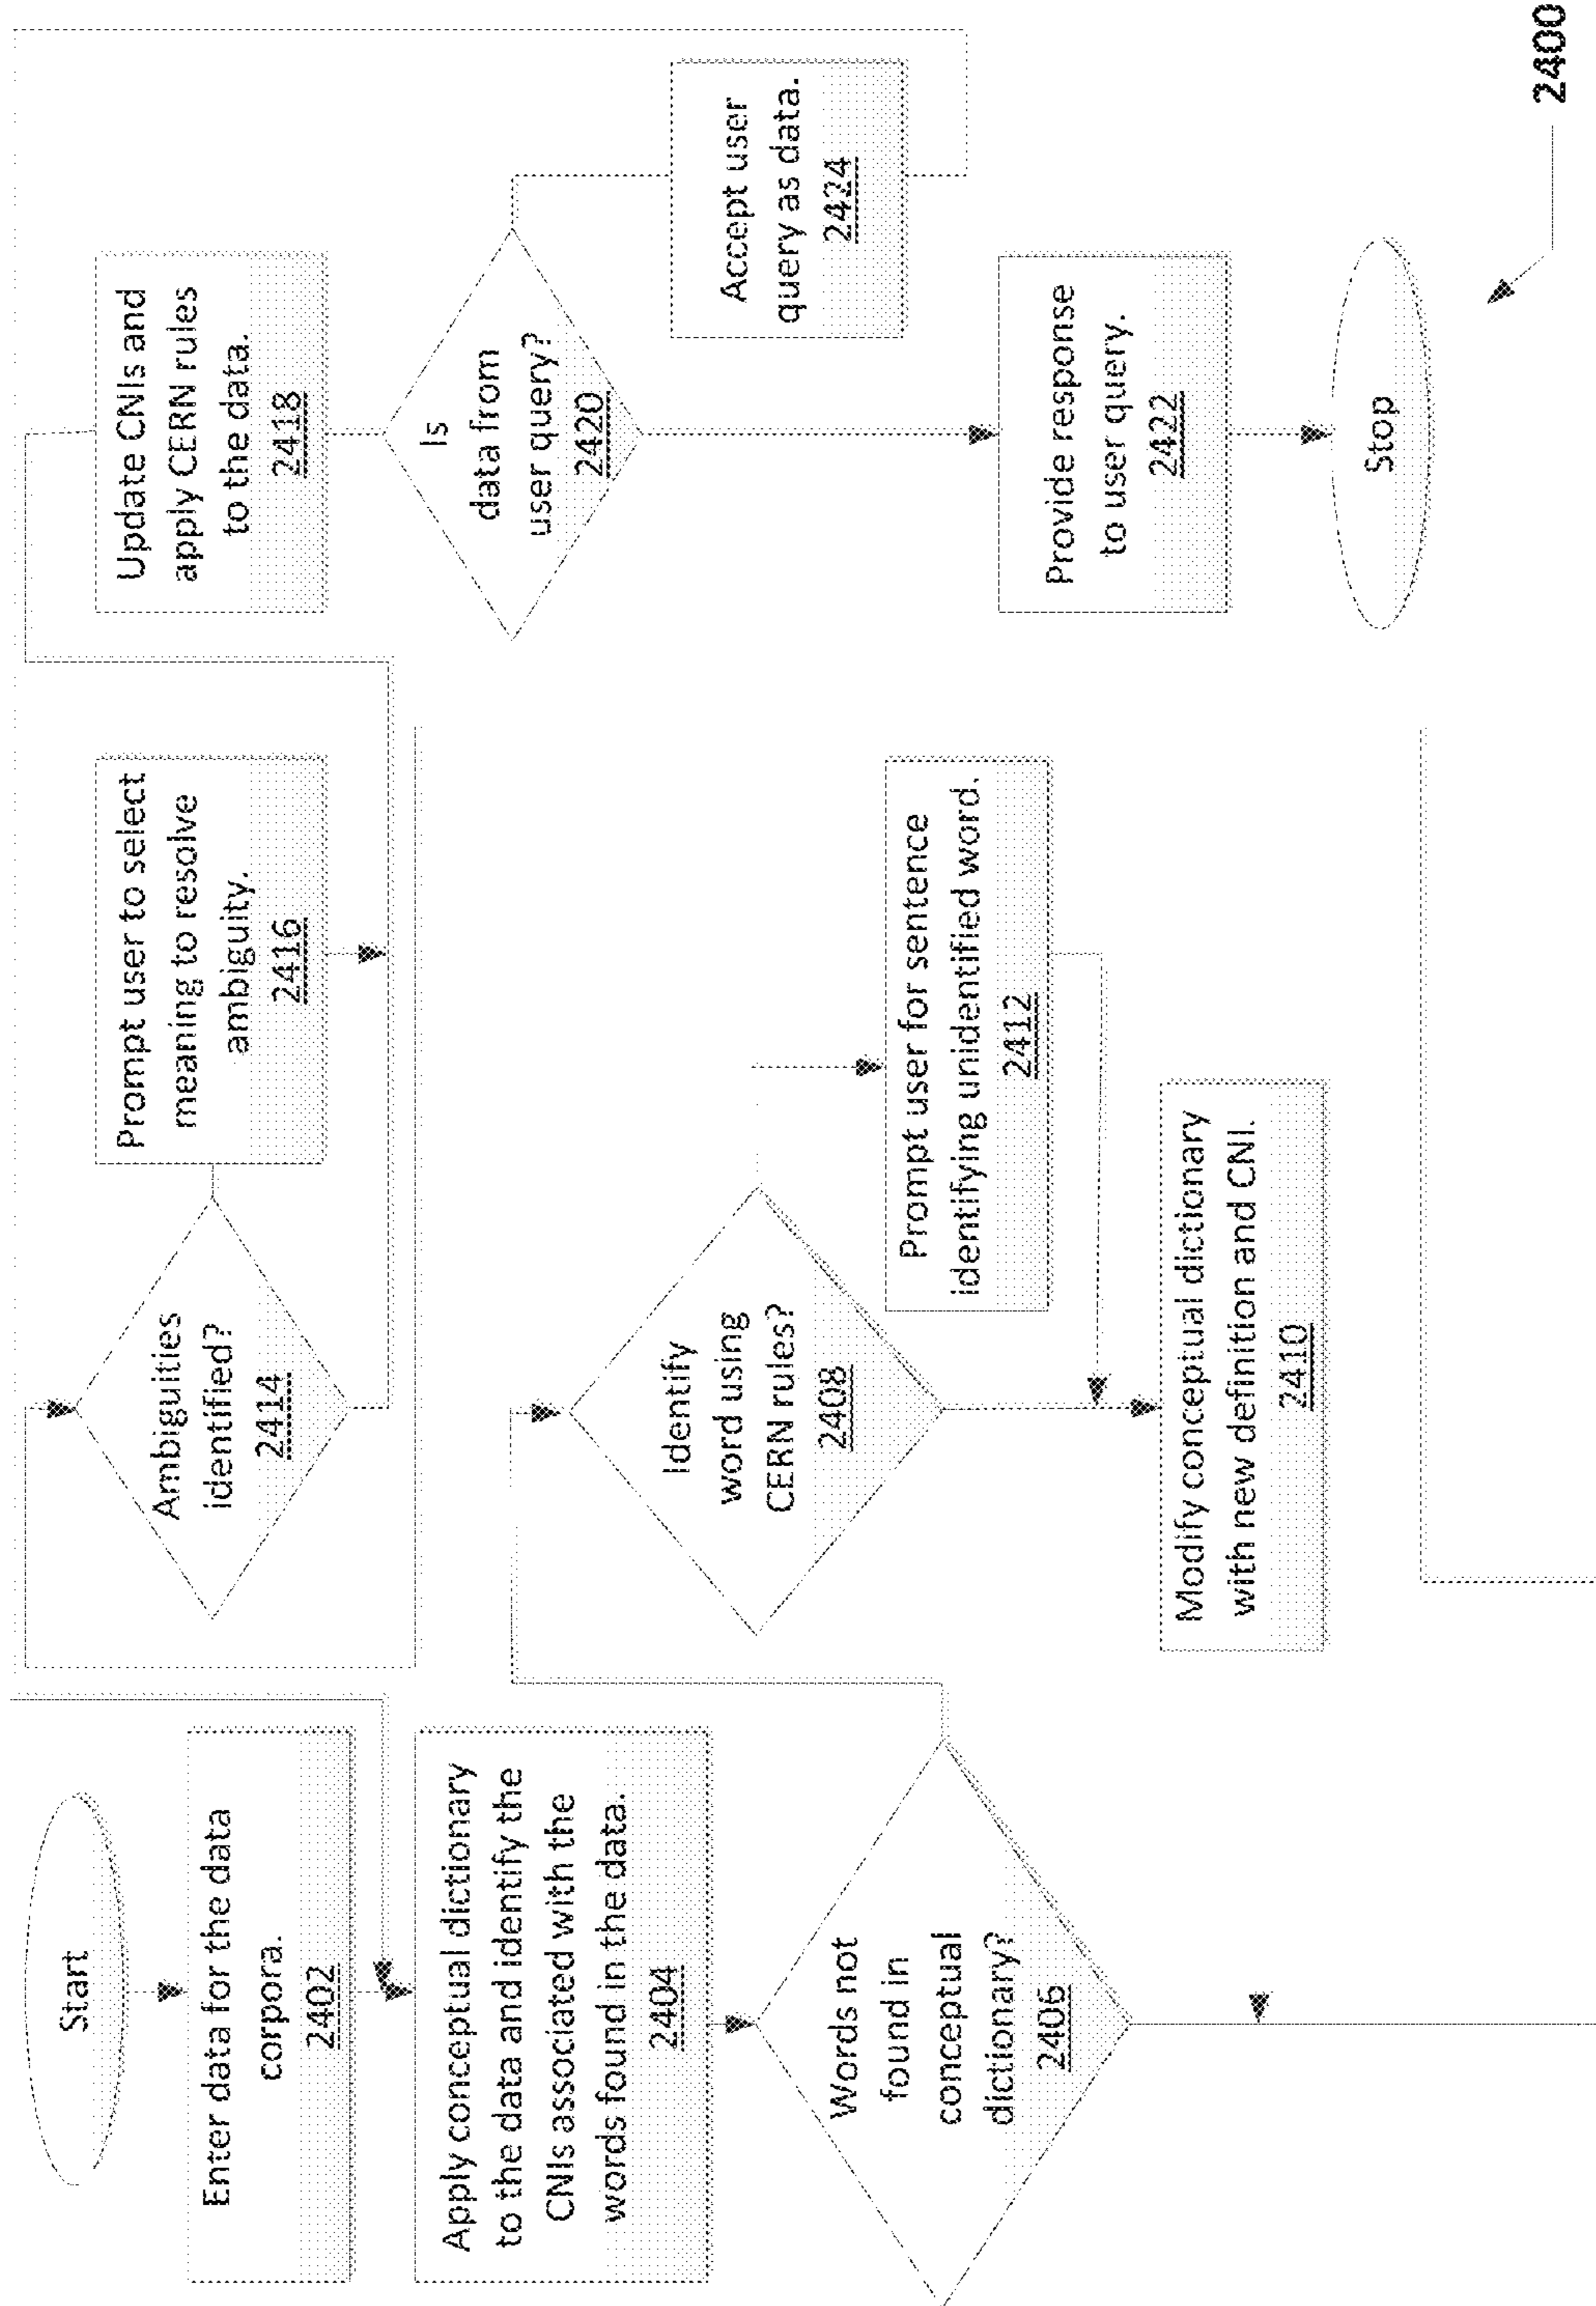 Start
Enter data for the data
corpora.
2402
Apply conceptual dictionary
to the data and identify the
CNIs associated with the
words found in the data.
2404
Words not
found in
conceptual
dictionary?
2406
Ambiguities
identified?
2414
Prompt user to select
meaning to resolve
ambiguity.
2416
Identify
word using
CERN rules?
2408
Prompt user for sentence
identifying unidentified word.
2412
Modify conceptual dictionary
with new definition and CNI.
2410
Update CNIs and
apply CERN rules
to the data.
2418
Is
data from
user query?
2420
Accept user
query as data.
2424
Provide response
to user query.
2422
Stop
2400